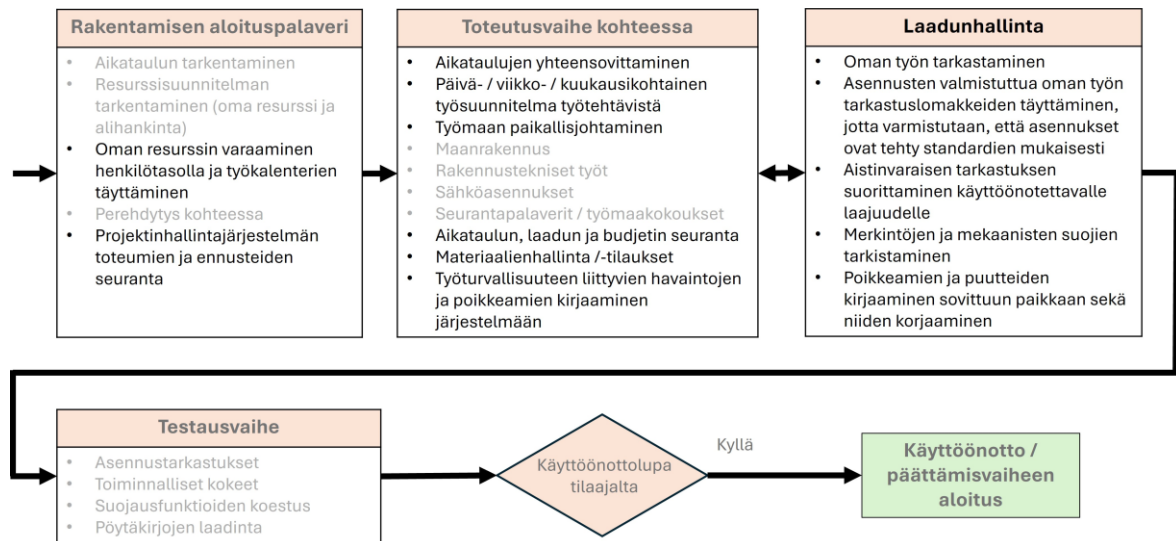 Rakentamisen aloituspalaveri
• Aikataulun tarkentaminen
• Resurssisuunnitelman
tarkentaminen (oma resurssi ja
alihankinta)
• Oman resurssin varaaminen
henkilötasolla ja työkalenterien
täyttäminen
• Perehdytys kohteessa
• Projektinhallintajärjestelmän
toteumien ja ennusteiden
seuranta
Toteutusvaihe kohteessa
• Aikataulujen yhteensovittaminen
• Päivä- / viikko- / kuukausikohtainen
työsuunnitelma työtehtävistä
• Työmaan paikallisjohtaminen
• Maanrakennus
• Rakennustekniset työt
• Sähköasennukset
• Seurantapalaverit / työmaakokoukset
• Aikataulun, laadun ja budjetin seuranta
• Materiaalienhallinta /-tilaukset
• Työturvallisuuteen liittyvien havaintojen
ja poikkeamien kirjaaminen
järjestelmään
Laadunhallinta
• Oman työn tarkastaminen
• Asennusten valmistuttua oman työn
tarkastuslomakkeiden täyttäminen,
jotta varmistutaan, että asennukset
ovat tehty standardien mukaisesti
• Aistinvaraisen tarkastuksen
suorittaminen käyttöönotettavalle
laajuudelle
• Merkintöjen ja mekaanisten suojien
tarkistaminen
• Poikkeamien ja puutteiden
kirjaaminen sovittuun paikkaan sekä
niiden korjaaminen
Testausvaihe
• Asennustarkastukset
• Toiminnalliset kokeet
• Suojausfunktioiden koestus
• Pöytäkirjojen laadinta
Käyttöönottolupa
tilaajalta
Kyllä
Käyttöönotto /
päättämisvaiheen
aloitus